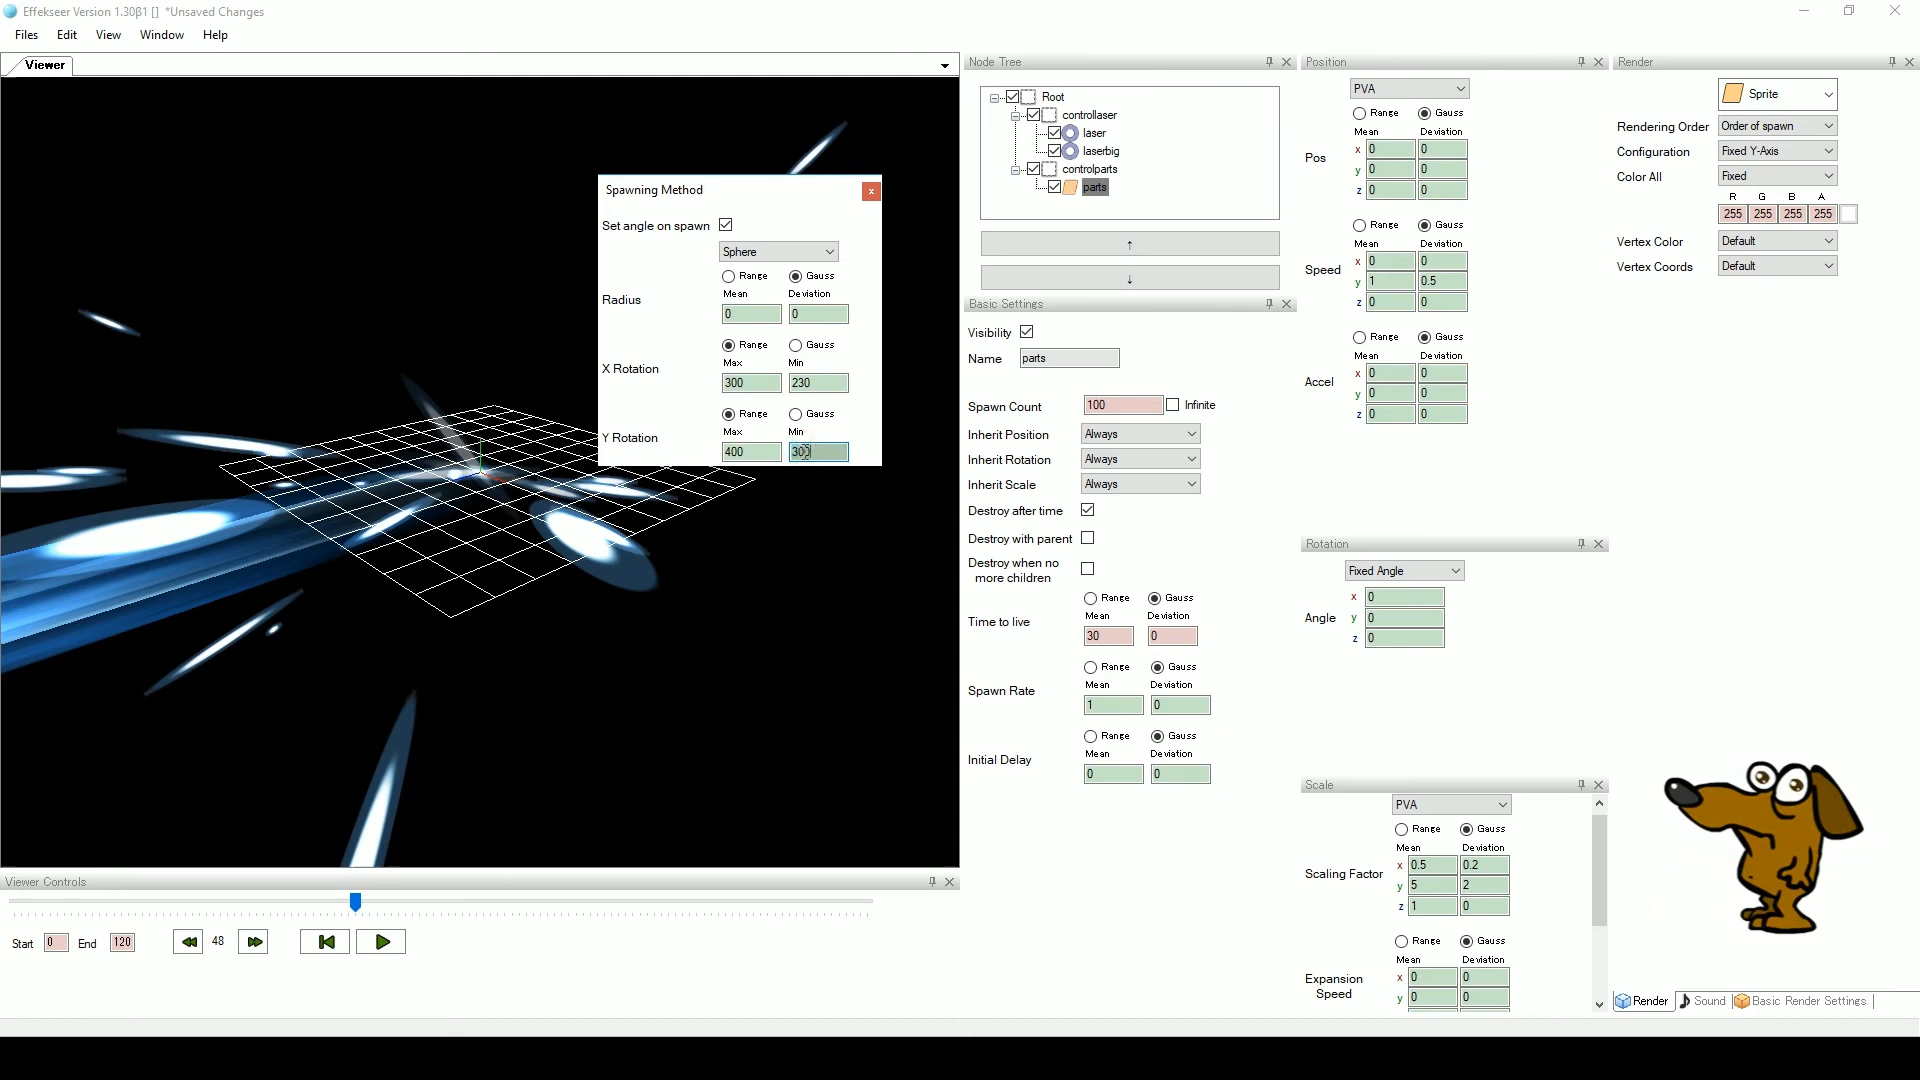 Effekseer Version 1.30β1 [] *Unsaved Changes
Files Edit View Window Help
Viewer
Spawning Method
x
Set angle on spawn
Sphere
Range Gauss
Mean Deviation
Radius
0 0
Range Gauss
Max Min
X Rotation
300 230
Range Gauss
Max Min
Y Rotation
400 300
Viewer Controls
Start 0 End 120 48
Node Tree
Root
controllaser
laser
laserbig
controlparts
parts
↑
↓
Basic Settings
Visibility
Name parts
Spawn Count 100 Infinite
Inherit Position Always
Inherit Rotation Always
Inherit Scale Always
Destroy after time
Destroy with parent
Destroy when no
more children
Range Gauss
Mean Deviation
Time to live
30 0
Range Gauss
Mean Deviation
Spawn Rate
1 0
Range Gauss
Mean Deviation
Initial Delay
0 0
Position
PVA
Range Gauss
Mean Deviation
Pos
x 0 0
y 0 0
z 0 0
Range Gauss
Mean Deviation
Speed
x 0 0
y 1 0.5
z 0 0
Range Gauss
Mean Deviation
Accel
x 0 0
y 0 0
z 0 0
Rotation
Fixed Angle
Angle
x 0
y 0
z 0
Scale
PVA
Range Gauss
Mean Deviation
Scaling Factor
x 0.5 0.2
y 5 2
z 1 0
Range Gauss
Mean Deviation
Expansion
Speed
x 0 0
y 0 0
Render
Sprite
Rendering Order Order of spawn
Configuration Fixed Y-Axis
Color All Fixed
R G B A
255 255 255 255
Vertex Color Default
Vertex Coords Default
Render Sound Basic Render Settings